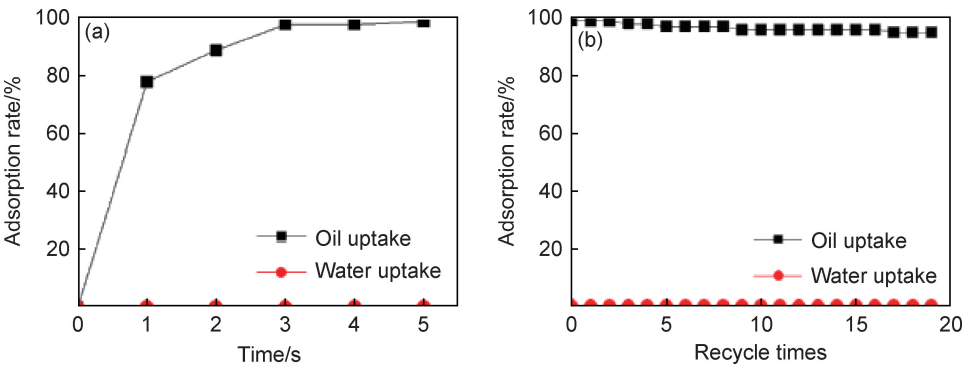 (a)
Adsorption rate/%
100
80
60
40
20
0 1 2 3 4 5
Time/s
Oil uptake
Water uptake
(b)
Adsorption rate/%
100
80
60
40
20
0 5 10 15 20
Recycle times
Oil uptake
Water uptake